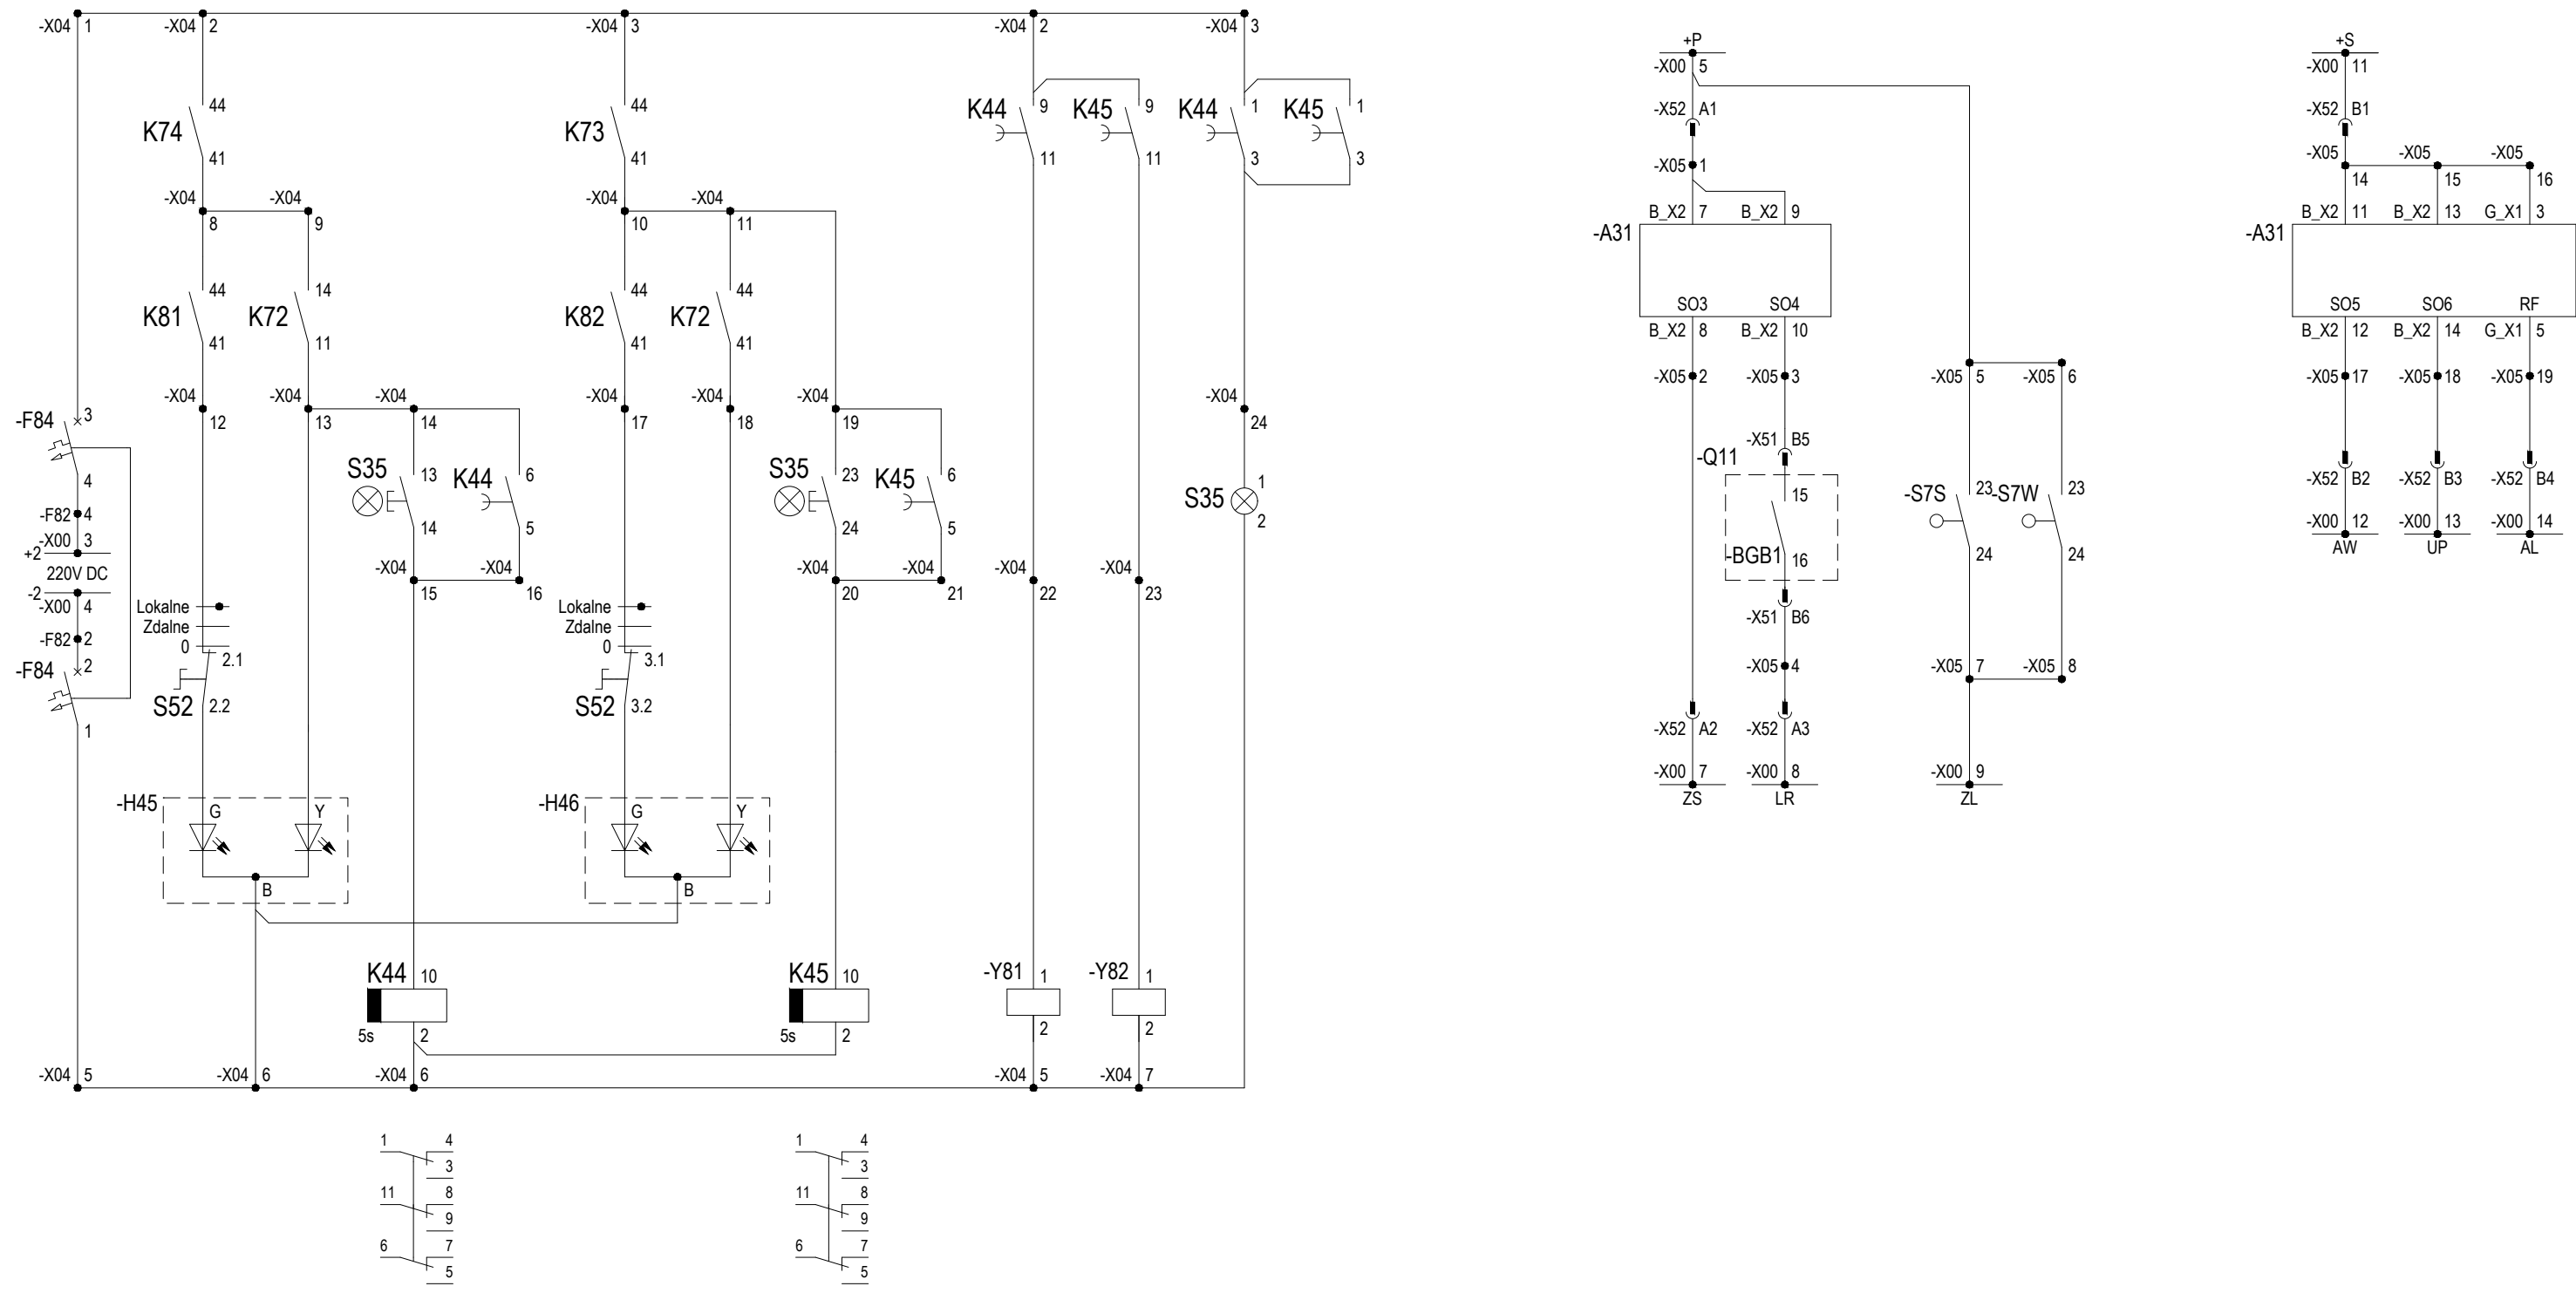 -X04 1 -X04 2 -X04 3 -X04 2 -X04 3
+P
+S
-X00 5 -X00 11
44 44 9 9 1 1
K74 K73 K44 K45 K44 K45
41 41 11 11 3 3
-X52 A1 -X52 B1
-X05 1 -X05 -X05 -X05
14 15 16
-X04 -X04 -X04 -X04
8 9 10 11
B_X2 7 B_X2 9 B_X2 11 B_X2 13 G_X1 3
-A31 -A31
44 14 44 44
K81 K72 K82 K72
41 11 41 41
SO3 SO4 SO5 SO6 RF
B_X2 8 B_X2 10 B_X2 12 B_X2 14 G_X1 5
-X05 2 -X05 3 -X05 5 -X05 6 -X05 17 -X05 18 -X05 19
-X04 -X04 -X04 -X04 -X04 -X04 -X04
12 13 14 17 18 19 24
-F84 3
4
-X51 B5
-Q11
S35 13 K44 6 S35 23 K45 6 S35 1
14 5 24 5 2
15 -S7S 23 -S7W 23
-X52 B2 -X52 B3 -X52 B4
-F82 4
-X00 3
+2
-X00 12 -X00 13 -X00 14
AW UP AL
220V DC
-BGB1 16 24 24
-X04 -X04 -X04 -X04 -X04 -X04
15 16 20 21 22 23
-2
-X00 4
Lokalne Lokalne
Zdalne Zdalne
0 0
-X51 B6
-F82 2
-F84 2
1
2.1 3.1
S52 2.2 S52 3.2
-X05 4 -X05 7 -X05 8
-X52 A2 -X52 A3
-X00 7 -X00 8 -X00 9
ZS LR ZL
-H45 G Y -H46 G Y
B B
K44 10 K45 10 -Y81 1 -Y82 1
5s 2 5s 2 2 2
-X04 5 -X04 6 -X04 6 -X04 5 -X04 7
1 4 1 4
3 3
11 8 11 8
9 9
6 7 6 7
5 5